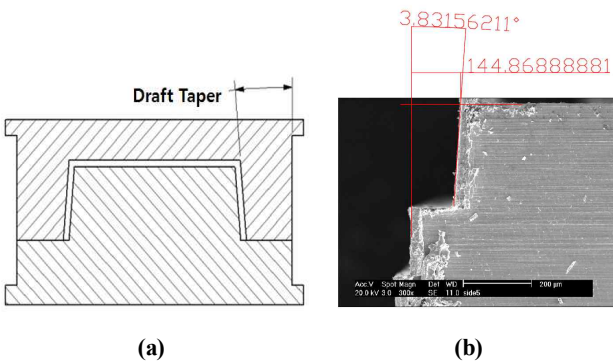 Draft Taper
3.83156211°
144.86888881
Acc.V Spot Magn Det WD 200 µm
20.0 kV 3.0 300x SE 11.0 side5
(a)
(b)